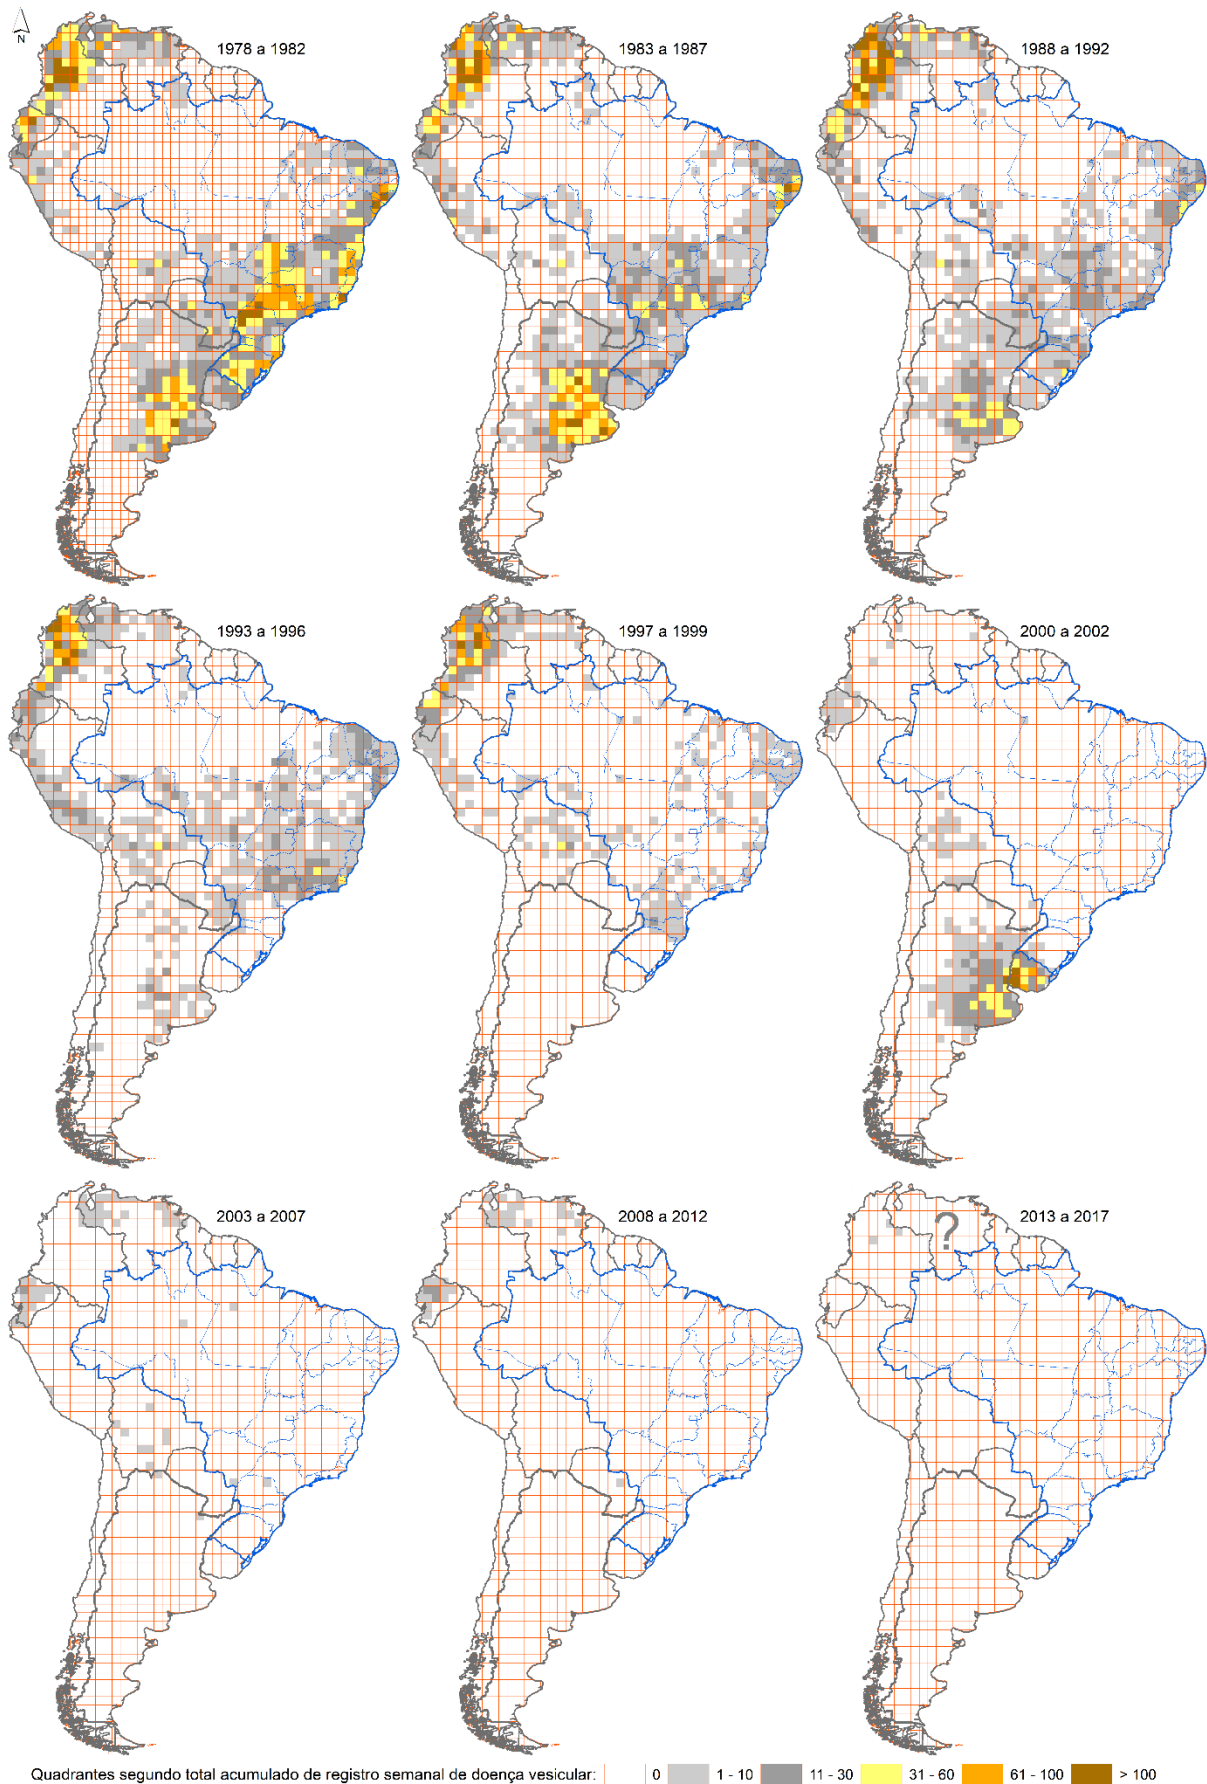 N
1978 a 1982
1983 a 1987
1988 a 1992
1993 a 1996
1997 a 1999
2000 a 2002
2003 a 2007
2008 a 2012
2013 a 2017
?
Quadrantes segundo total acumulado de registro semanal de doença vesicular: 0 1 - 10 11 - 30 31 - 60 61 - 100 > 100